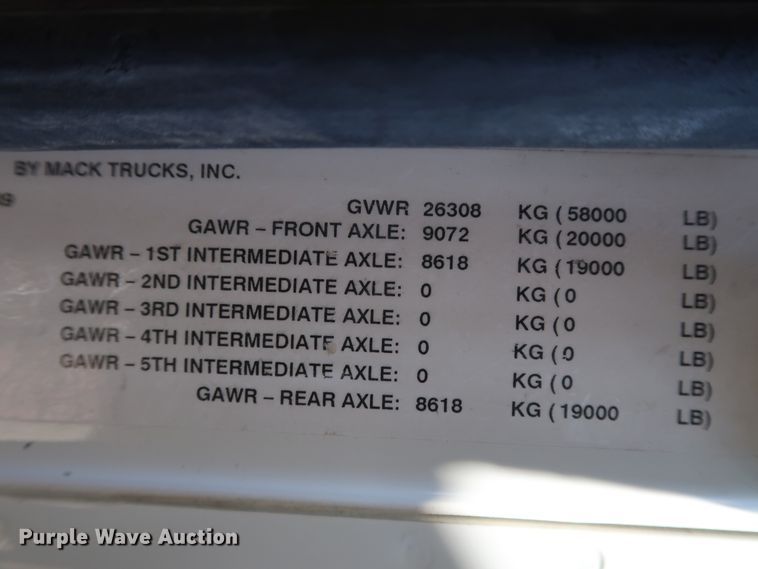 BY MACK TRUCKS, INC.
GVWR 26308 KG ( 58000 LB)
GAWR – FRONT AXLE: 9072 KG ( 20000 LB)
GAWR – 1ST INTERMEDIATE AXLE: 8618 KG ( 19000 LB)
GAWR – 2ND INTERMEDIATE AXLE: 0 KG ( 0 LB)
GAWR – 3RD INTERMEDIATE AXLE: 0 KG ( 0 LB)
GAWR – 4TH INTERMEDIATE AXLE: 0 KG ( 0 LB)
GAWR – 5TH INTERMEDIATE AXLE: 0 KG ( 0 LB)
GAWR – REAR AXLE: 8618 KG ( 19000 LB)
Purple Wave Auction